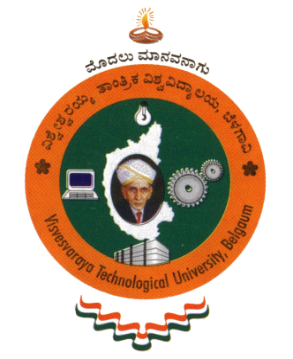 ಮೊದಲು ಮಾನವನಾಗು
ವಿಶ್ವೇಶ್ವರಯ್ಯ ತಾಂತ್ರಿಕ ವಿಶ್ವವಿದ್ಯಾಲಯ, ಬೆಳಗಾವಿ
Visvesvaraya Technological University, Belgaum